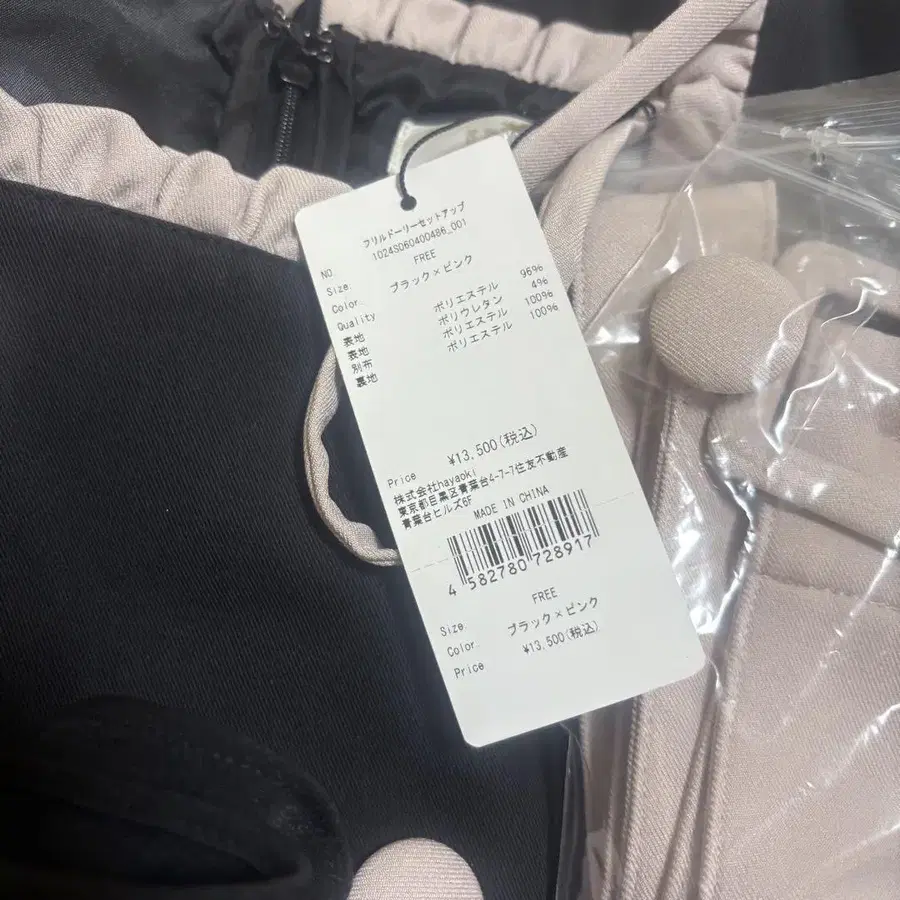 フリルドーリーセットアップ
NO. 1024S060400486_001
Size. FREE
Color. ブラック×ピンク
Quality
表地 ポリエステル 96%
表地 ポリウレタン 4%
別布 ポリエステル 100%
裏地 ポリエステル 100%
Price ¥13,500(税込)
株式会社hayaoki
東京都目黒区青葉台4-7-7住友不動産
青葉台ヒルズ6F
MADE IN CHINA
4 582780 728917
Size. FREE
Color. ブラック×ピンク
Price ¥13,500(税込)